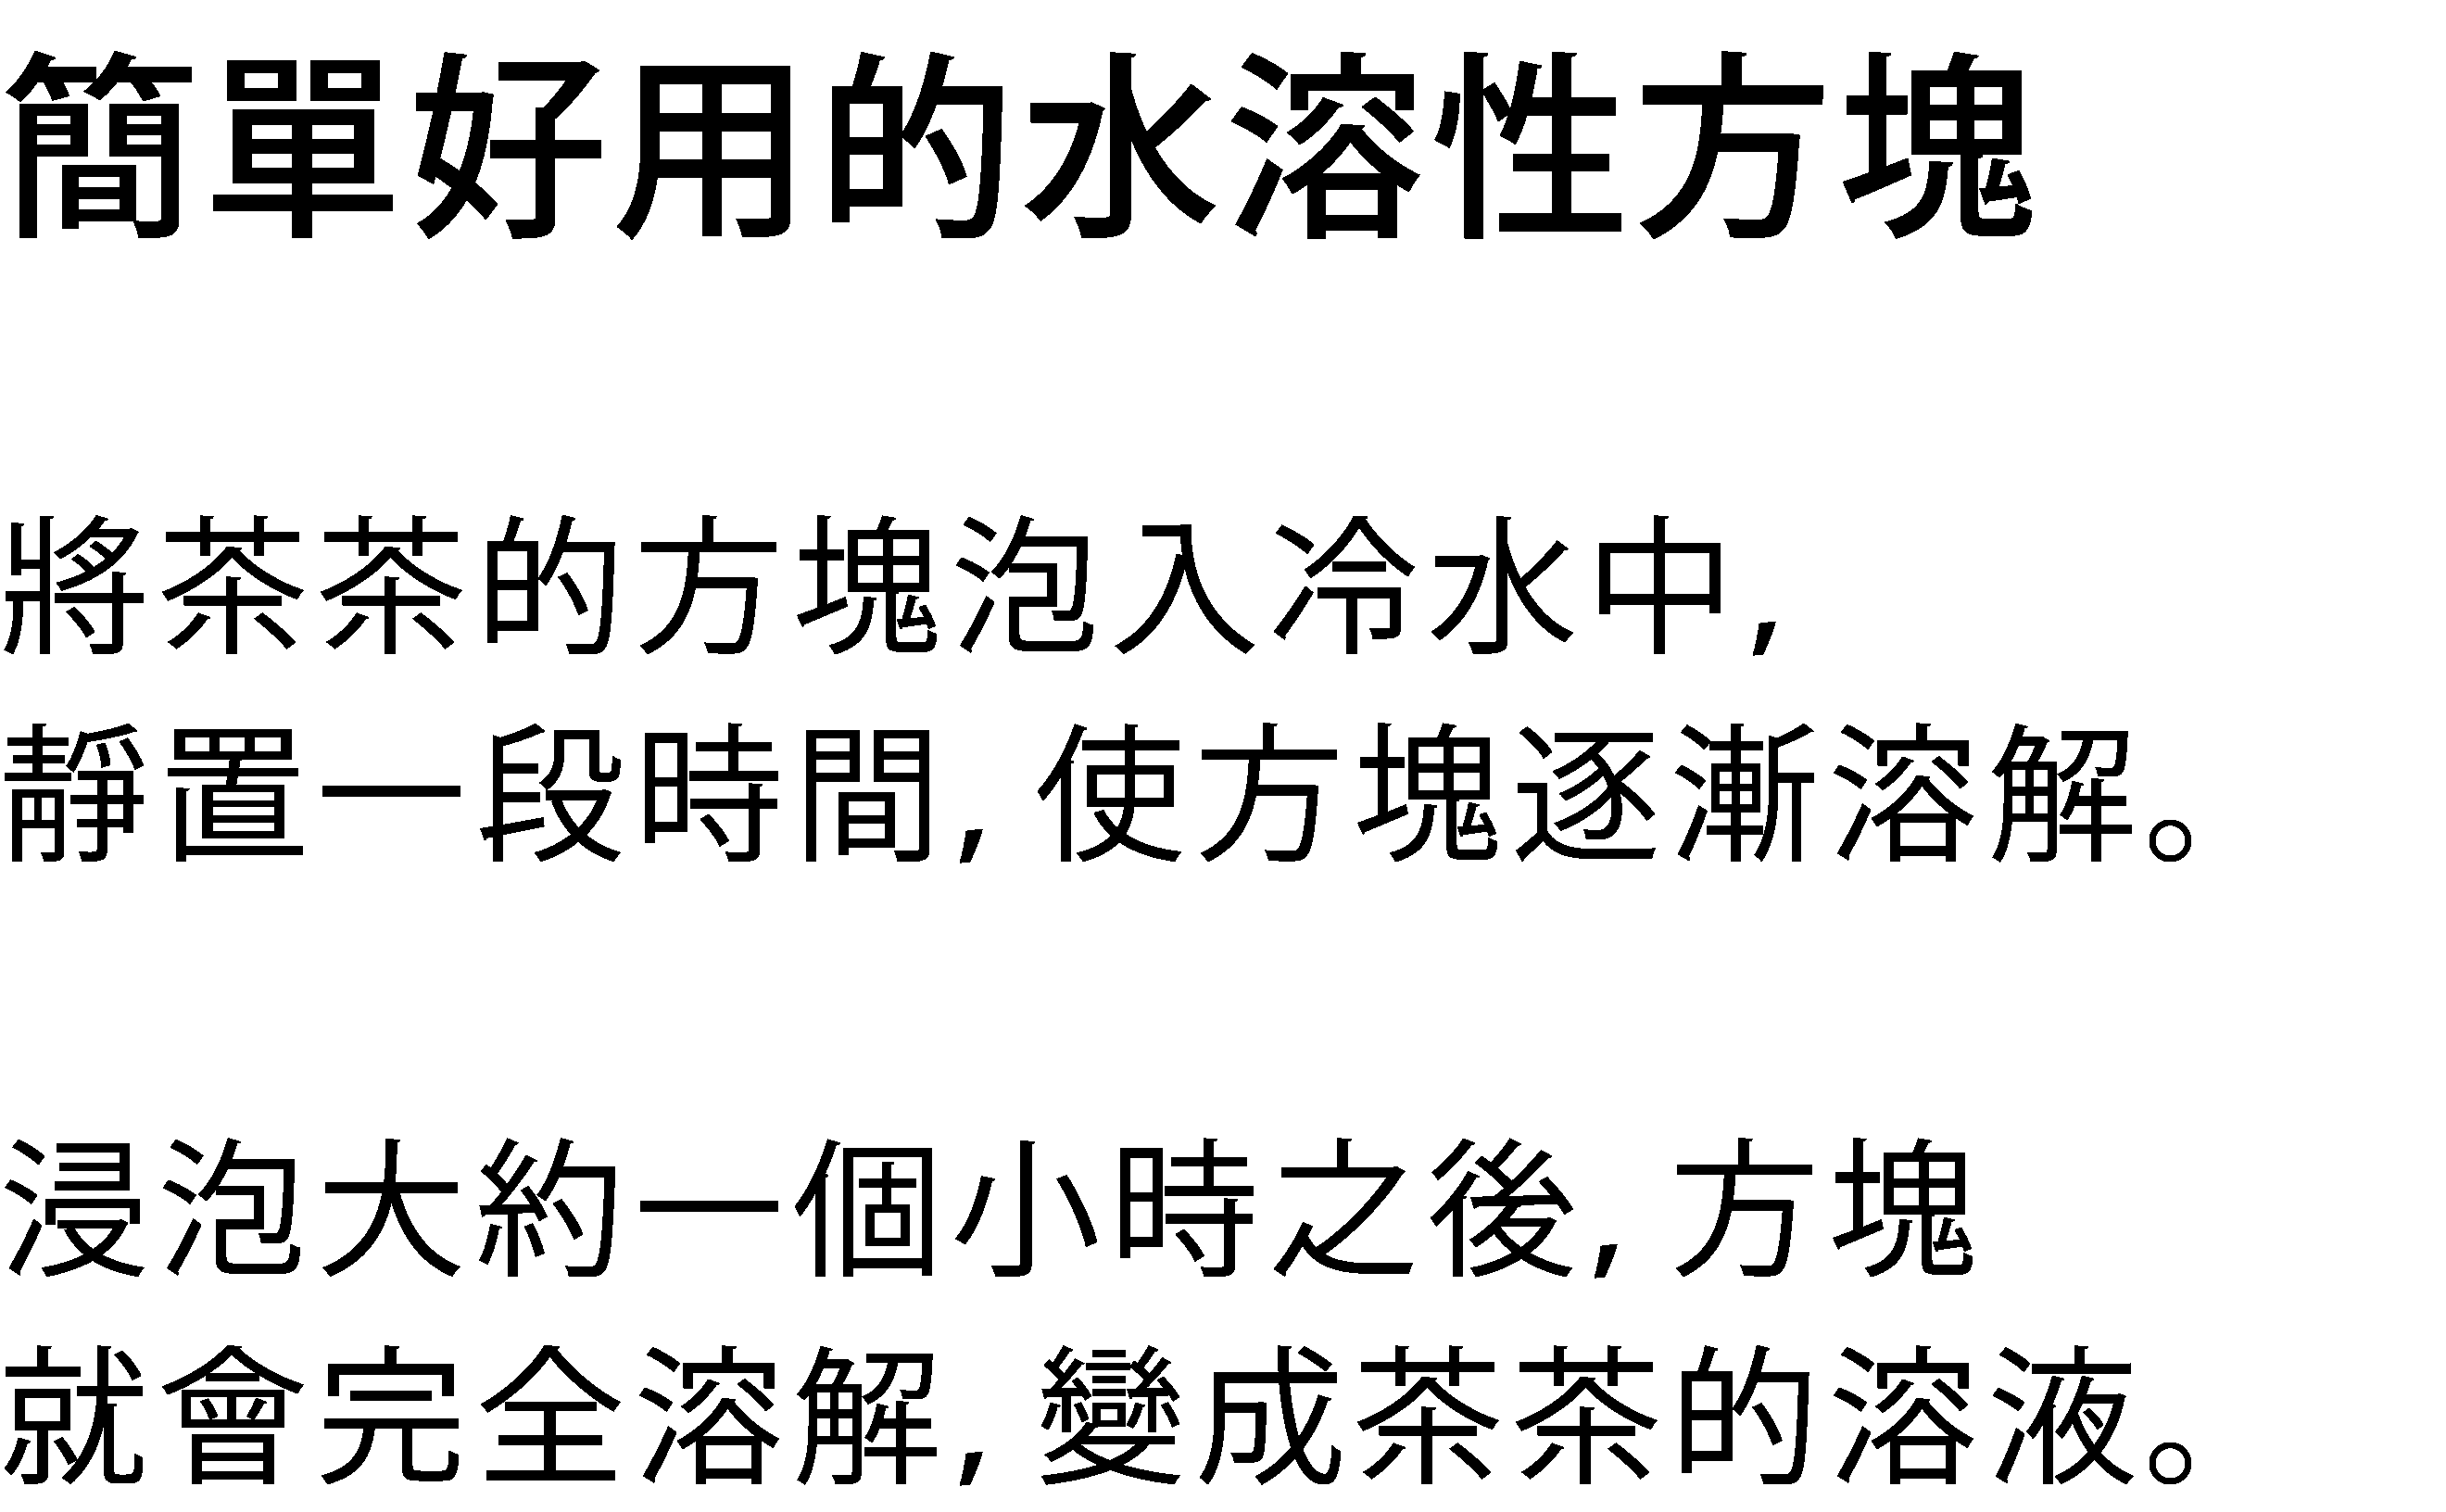 簡單好用的水溶性方塊
將茶茶的方塊泡入冷水中,
靜置一段時間,使方塊逐漸溶解。
浸泡大約一個小時之後,方塊
就會完全溶解,變成茶茶的溶液。